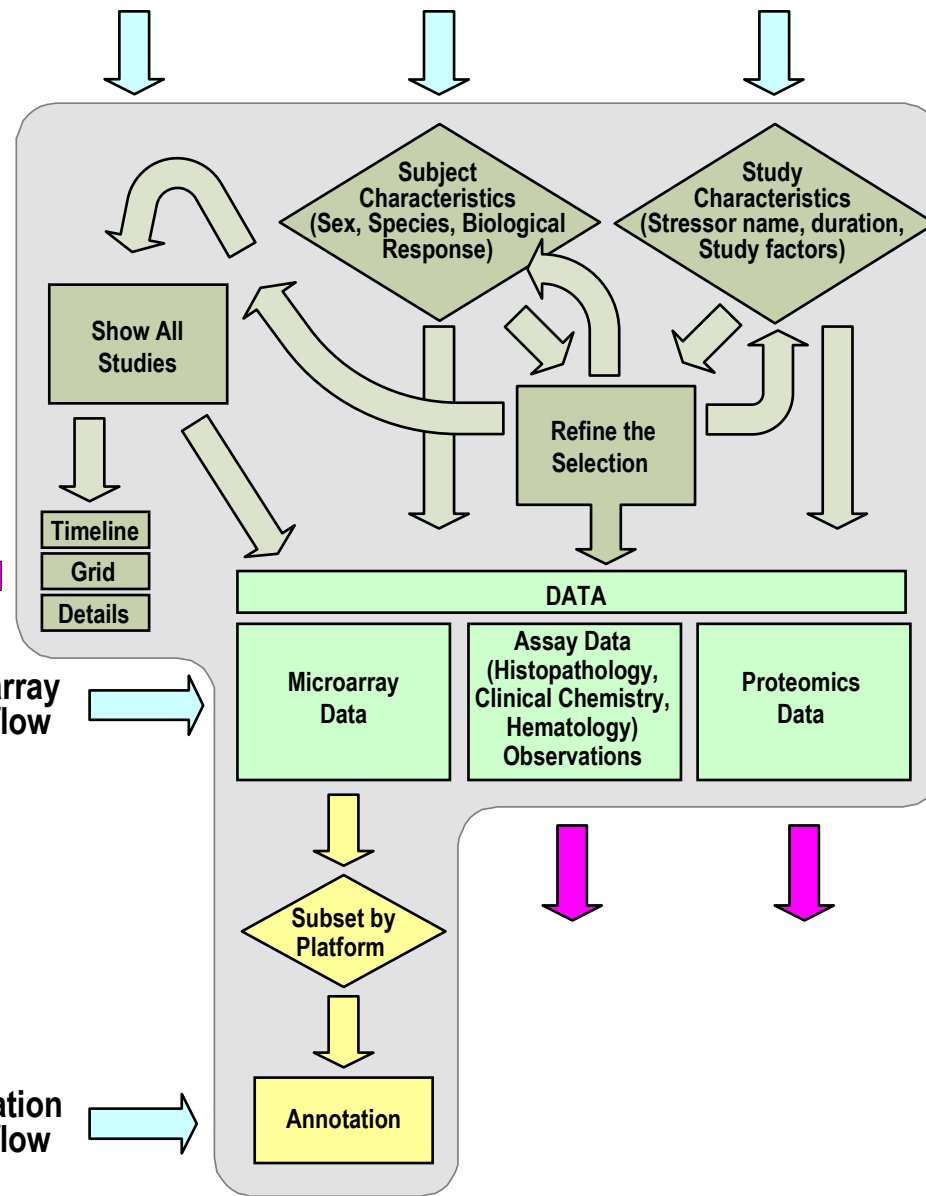 Subject
Characteristics
(Sex, Species, Biological
Response)
Study
Characteristics
(Stressor name, duration,
Study factors)
Show All
Studies
Refine the
Selection
Timeline
Grid
Details
DATA
Microarray
Data
Assay Data
(Histopathology,
Clinical Chemistry,
Hematology)
Observations
Proteomics
Data
Subset by
Platform
Annotation